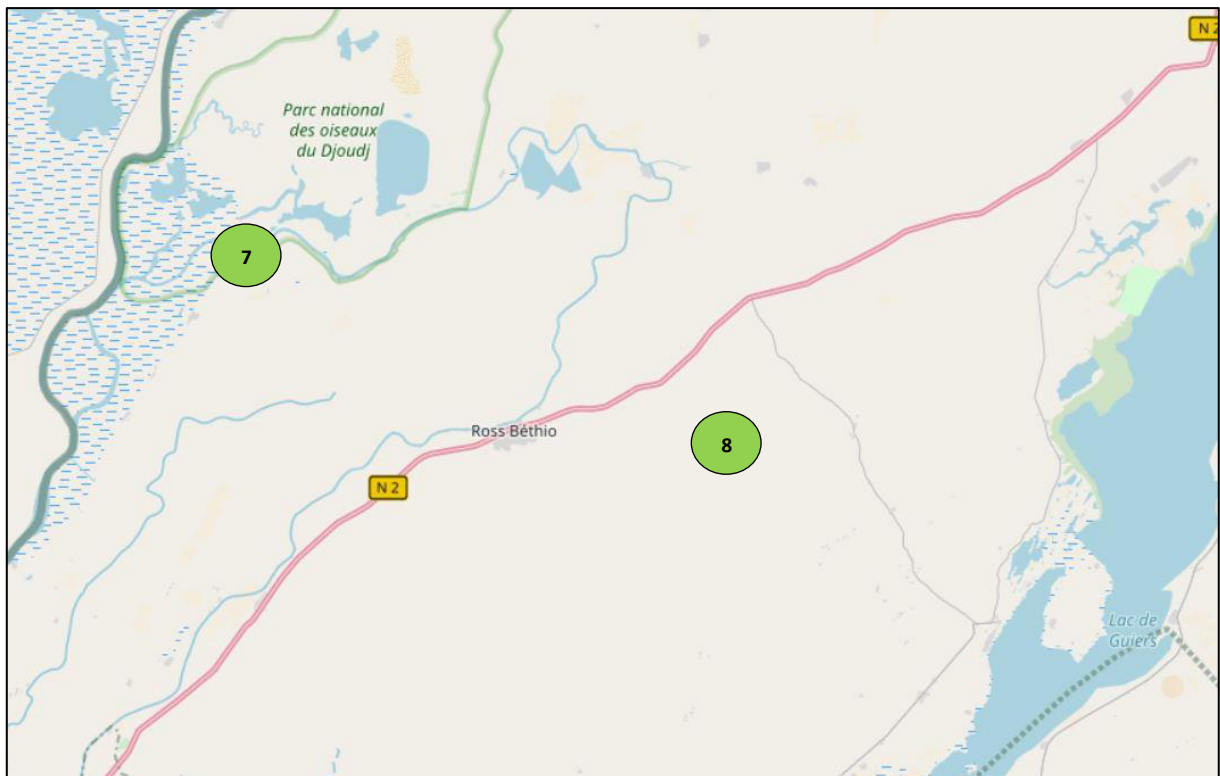 N 2
Parc national
des oiseaux
du Djoudj
7
Ross Béthio
8
N 2
Lac de
Guiers